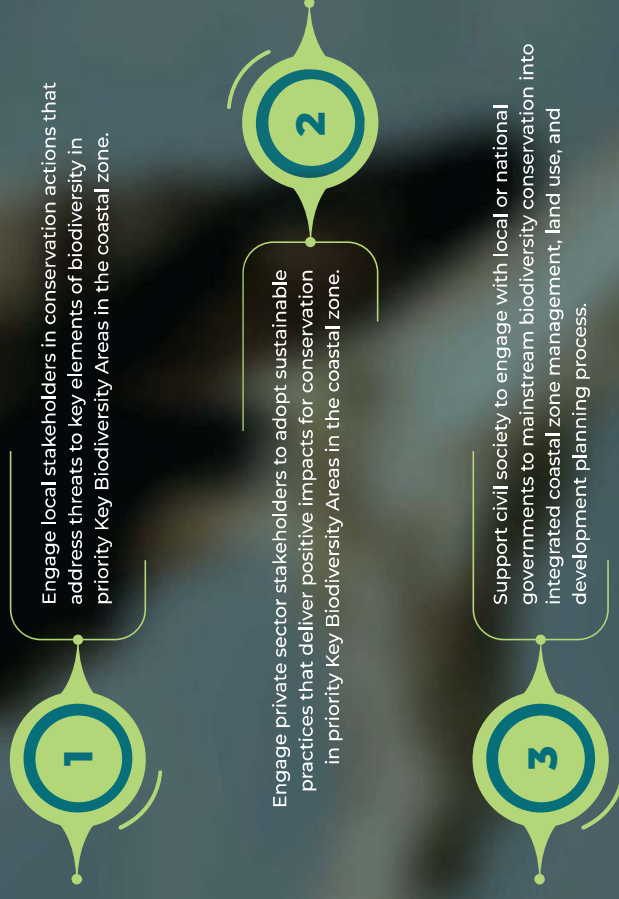 1
Engage local stakeholders in conservation actions that
address threats to key elements of biodiversity in
priority Key Biodiversity Areas in the coastal zone.
2
Engage private sector stakeholders to adopt sustainable
practices that deliver positive impacts for conservation
in priority Key Biodiversity Areas in the coastal zone.
3
Support civil society to engage with local or national
governments to mainstream biodiversity conservation into
integrated coastal zone management, land use, and
development planning process.